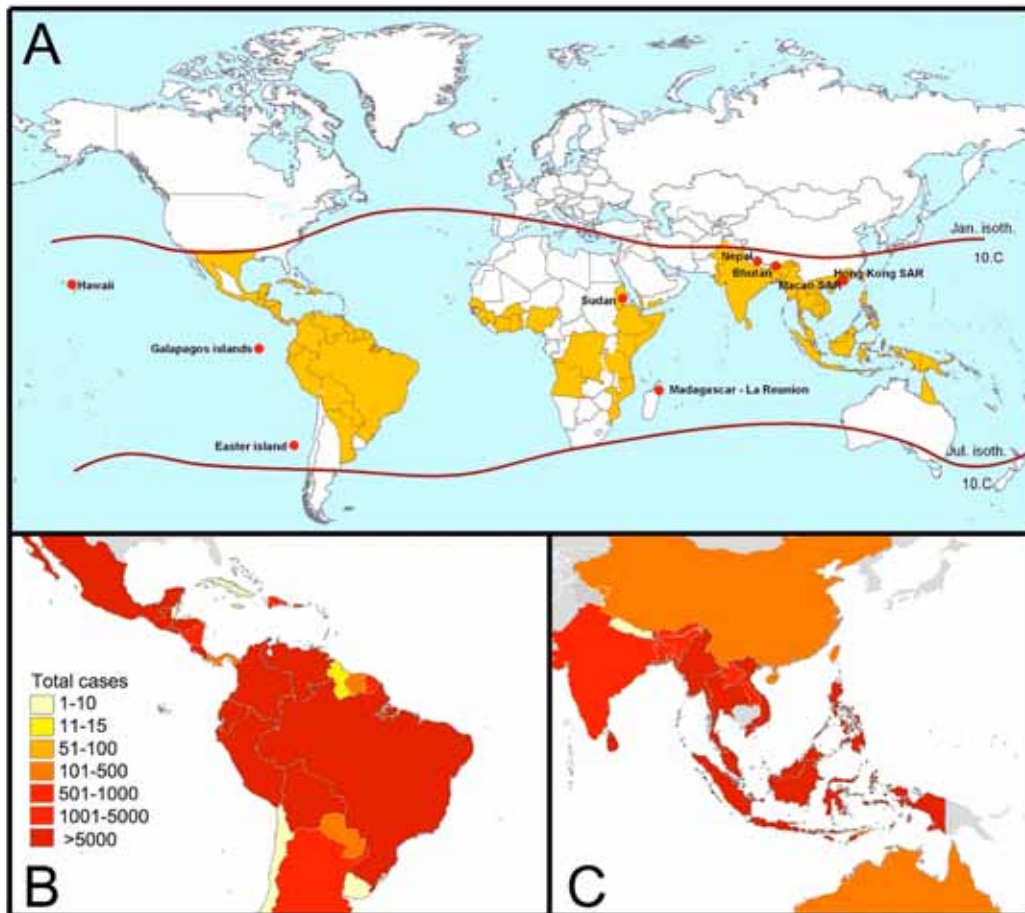 A
Jan. isoth.
10.C
Nepal
Bhutan
Hong Kong SAR
Macao SAR
Hawaii
Sudan
Galapagos islands
Madagascar - La Reunion
Easter island
Jul. isoth.
10.C
Total cases
1-10
11-15
51-100
101-500
501-1000
1001-5000
>5000
B
C